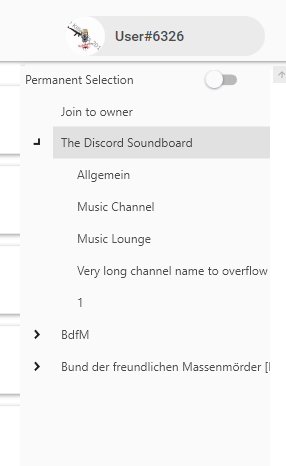 User#6326
Permanent Selection
Join to owner
The Discord Soundboard
Allgemein
Music Channel
Music Lounge
Very long channel name to overflow
1
BdfM
Bund der freundlichen Massenmörder [